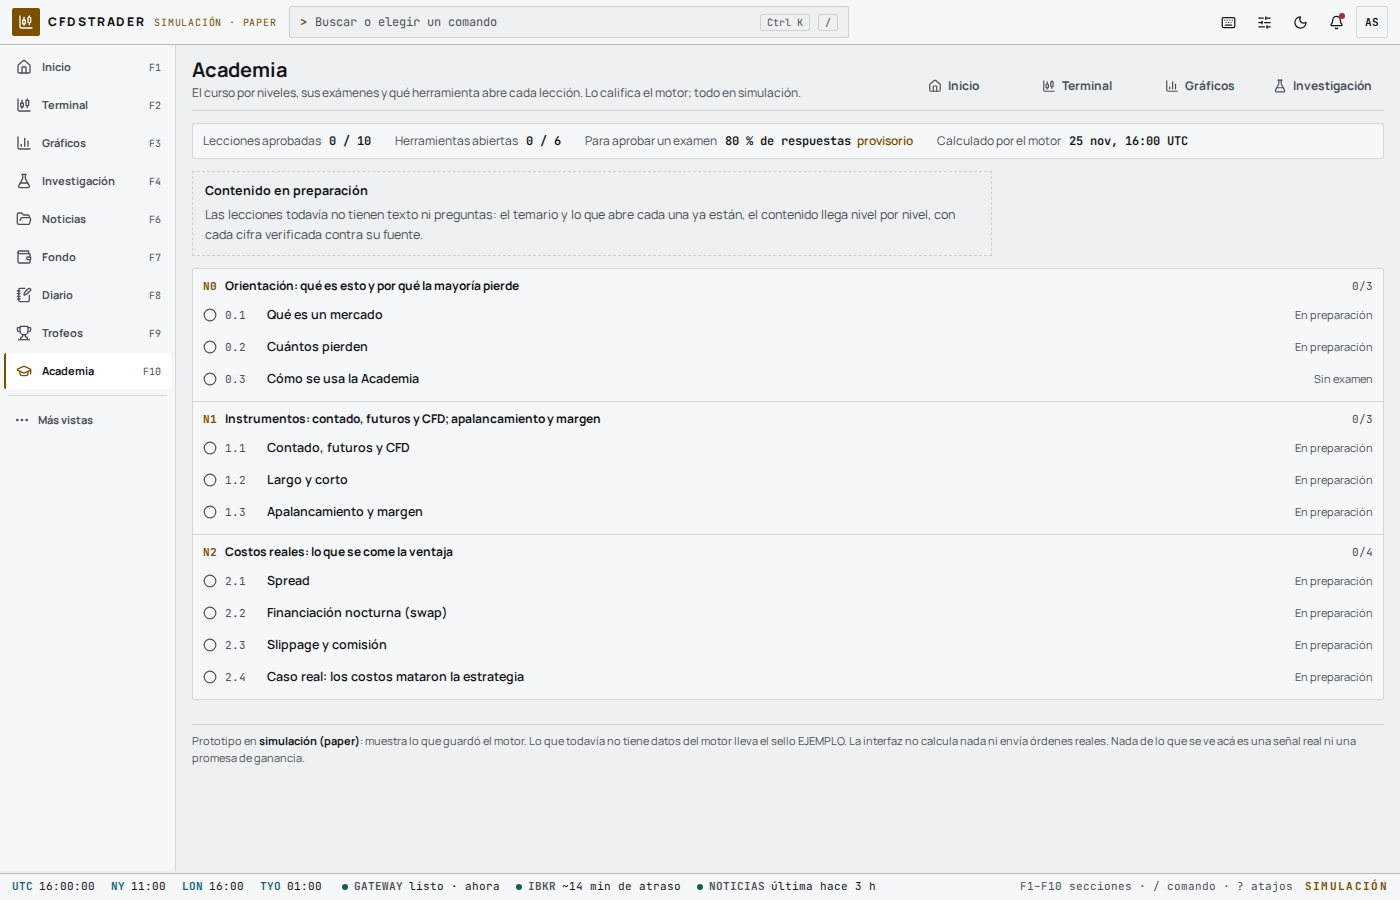 CFDSTRADER SIMULACIÓN · PAPER
> Buscar o elegir un comando Ctrl K /
AS
Inicio F1
Terminal F2
Gráficos F3
Investigación F4
Noticias F6
Fondo F7
Diario F8
Trofeos F9
Academia F10
Más vistas
Academia
El curso por niveles, sus exámenes y qué herramienta abre cada lección. Lo califica el motor; todo en simulación.
Inicio Terminal Gráficos Investigación
Lecciones aprobadas 0 / 10 Herramientas abiertas 0 / 6 Para aprobar un examen 80 % de respuestas provisorio Calculado por el motor 25 nov, 16:00 UTC
Contenido en preparación
Las lecciones todavía no tienen texto ni preguntas: el temario y lo que abre cada una ya están, el contenido llega nivel por nivel, con
cada cifra verificada contra su fuente.
N0 Orientación: qué es esto y por qué la mayoría pierde 0/3
0.1 Qué es un mercado En preparación
0.2 Cuántos pierden En preparación
0.3 Cómo se usa la Academia Sin examen
N1 Instrumentos: contado, futuros y CFD; apalancamiento y margen 0/3
1.1 Contado, futuros y CFD En preparación
1.2 Largo y corto En preparación
1.3 Apalancamiento y margen En preparación
N2 Costos reales: lo que se come la ventaja 0/4
2.1 Spread En preparación
2.2 Financiación nocturna (swap) En preparación
2.3 Slippage y comisión En preparación
2.4 Caso real: los costos mataron la estrategia En preparación
Prototipo en simulación (paper): muestra lo que guardó el motor. Lo que todavía no tiene datos del motor lleva el sello EJEMPLO. La interfaz no calcula nada ni envía órdenes reales. Nada de lo que se ve acá es una señal real ni una
promesa de ganancia.
UTC 16:00:00 NY 11:00 LON 16:00 TYO 01:00 GATEWAY listo · ahora IBKR ~14 min de atraso NOTICIAS última hace 3 h F1–F10 secciones · / comando · ? atajos SIMULACIÓN